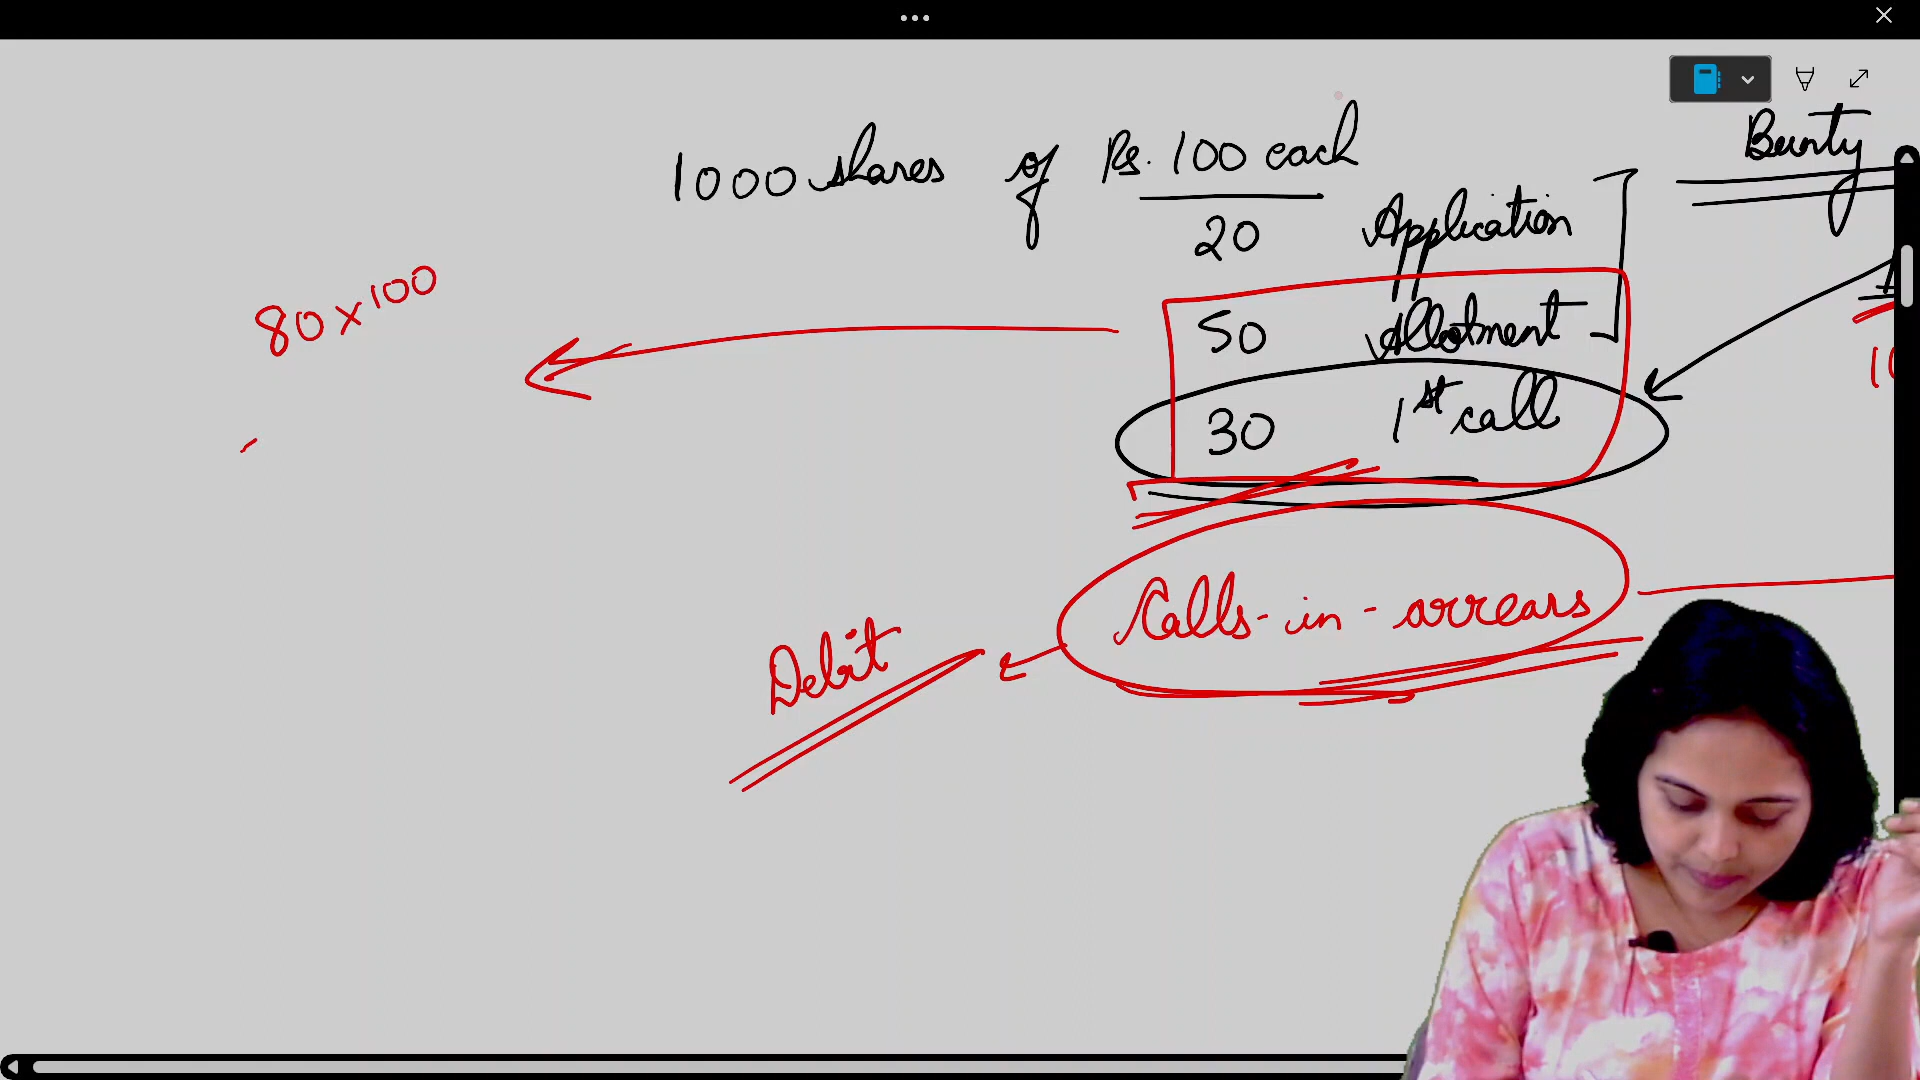 1000 shares of Rs. 100 each
Bunty
20 Application
80 x 100
50 Allotment
30 1st call
Calls-in-arrears
Debit